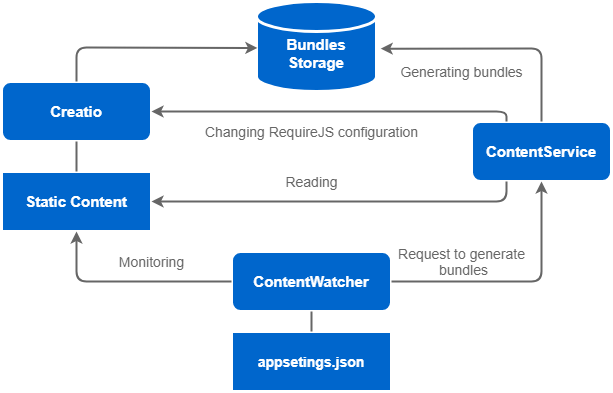 Bundles
Storage
Generating bundles
Creatio
Changing RequireJS configuration
ContentService
Reading
Static Content
Monitoring
Request to generate
bundles
ContentWatcher
appsetings.json